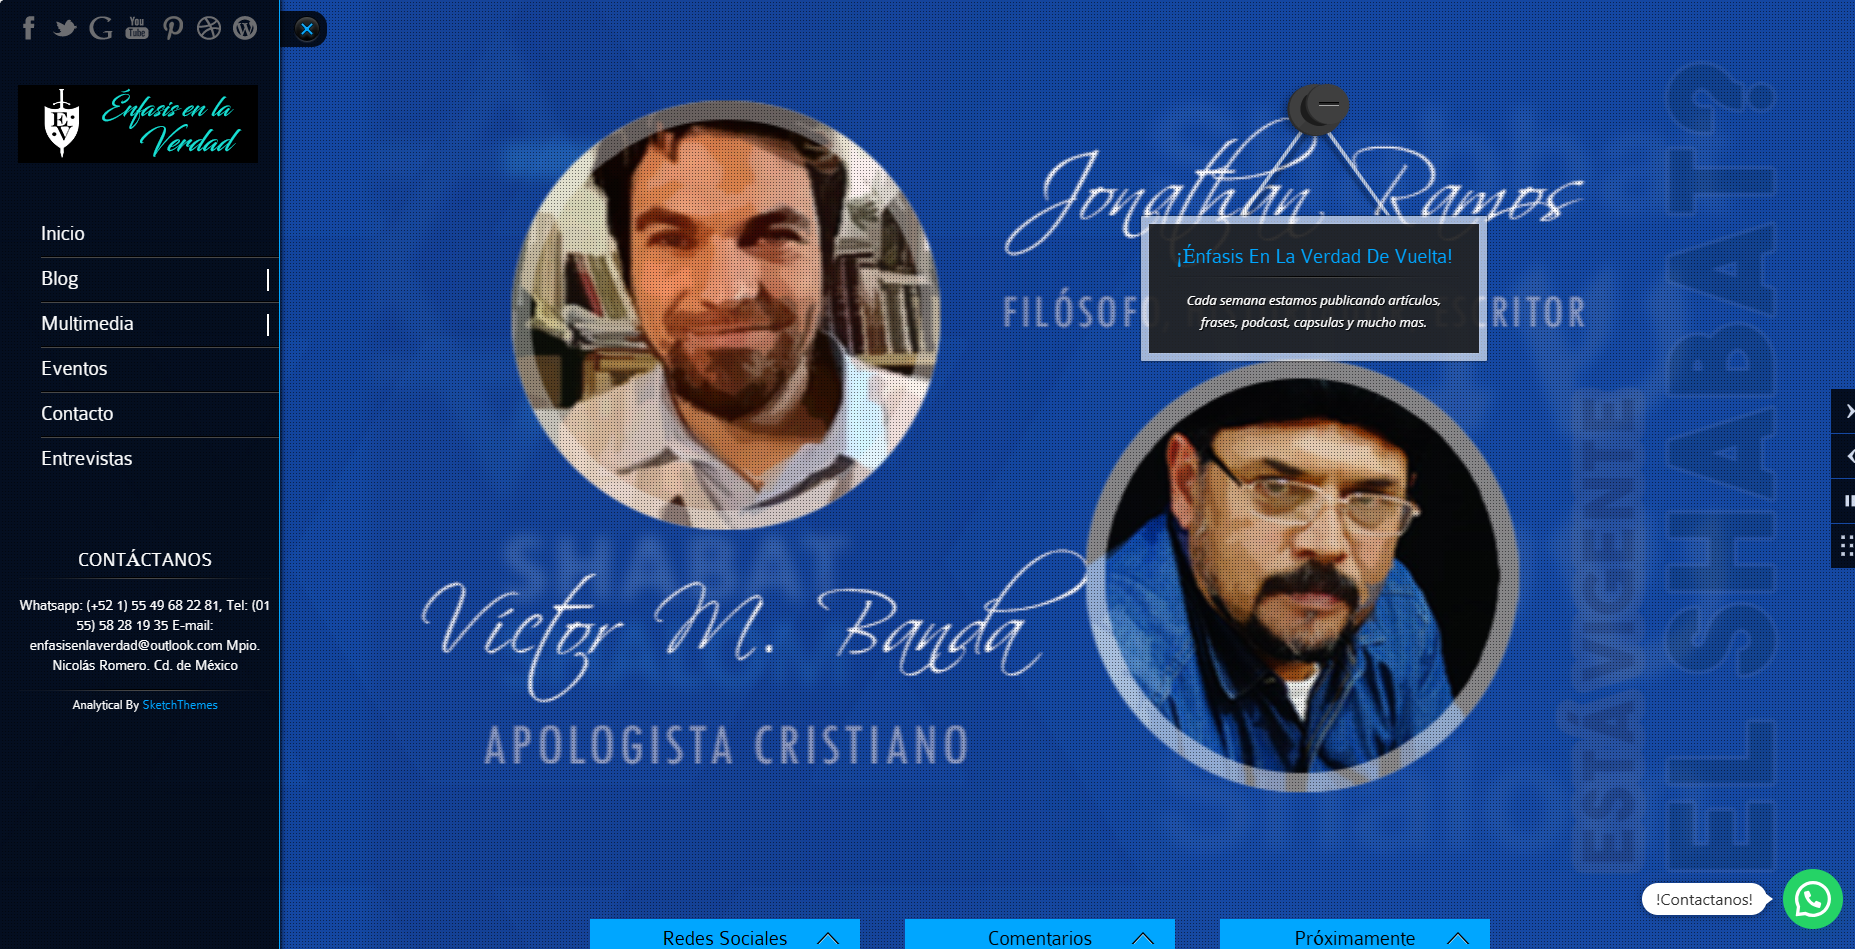 You
Tube
E
V
Énfasis en la
Verdad
Inicio
Blog
Multimedia
Eventos
Contacto
Entrevistas
CONTÁCTANOS
Whatsapp: (+52 1) 55 49 68 22 81, Tel: (01
55) 58 28 19 35 E-mail:
enfasisenlaverdad@outlook.com Mpio.
Nicolás Romero. Cd. de México
Analytical By SketchThemes
Jonathan Ramos
FILÓSOFO, ESCRITOR
¡Énfasis En La Verdad De Vuelta!
Cada semana estamos publicando artículos,
frases, podcast, capsulas y mucho mas.
SHABAT
Víctor M. Banda
APOLOGISTA CRISTIANO
ESTÁ VIGENTE
EL SHABAT?
!Contactanos!
Redes Sociales
Comentarios
Próximamente